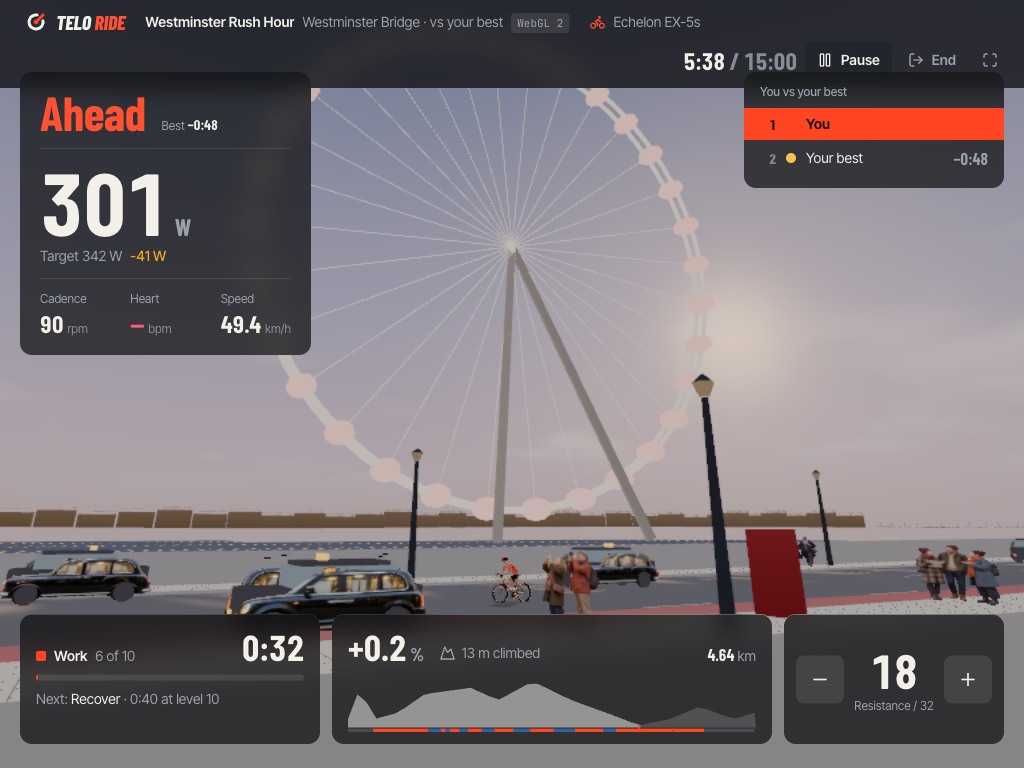 TELO RIDE Westminster Rush Hour Westminster Bridge · vs your best WebGL 2 Echelon EX-5s
5:38 / 15:00 Pause End
Ahead Best –0:48
301 W
Target 342 W -41 W
Cadence Heart Speed
90 rpm – bpm 49.4 km/h
You vs your best
1 You
2 Your best –0:48
Work 6 of 10 0:32
Next: Recover · 0:40 at level 10
+0.2 % 13 m climbed 4.64 km
− 18 +
Resistance / 32